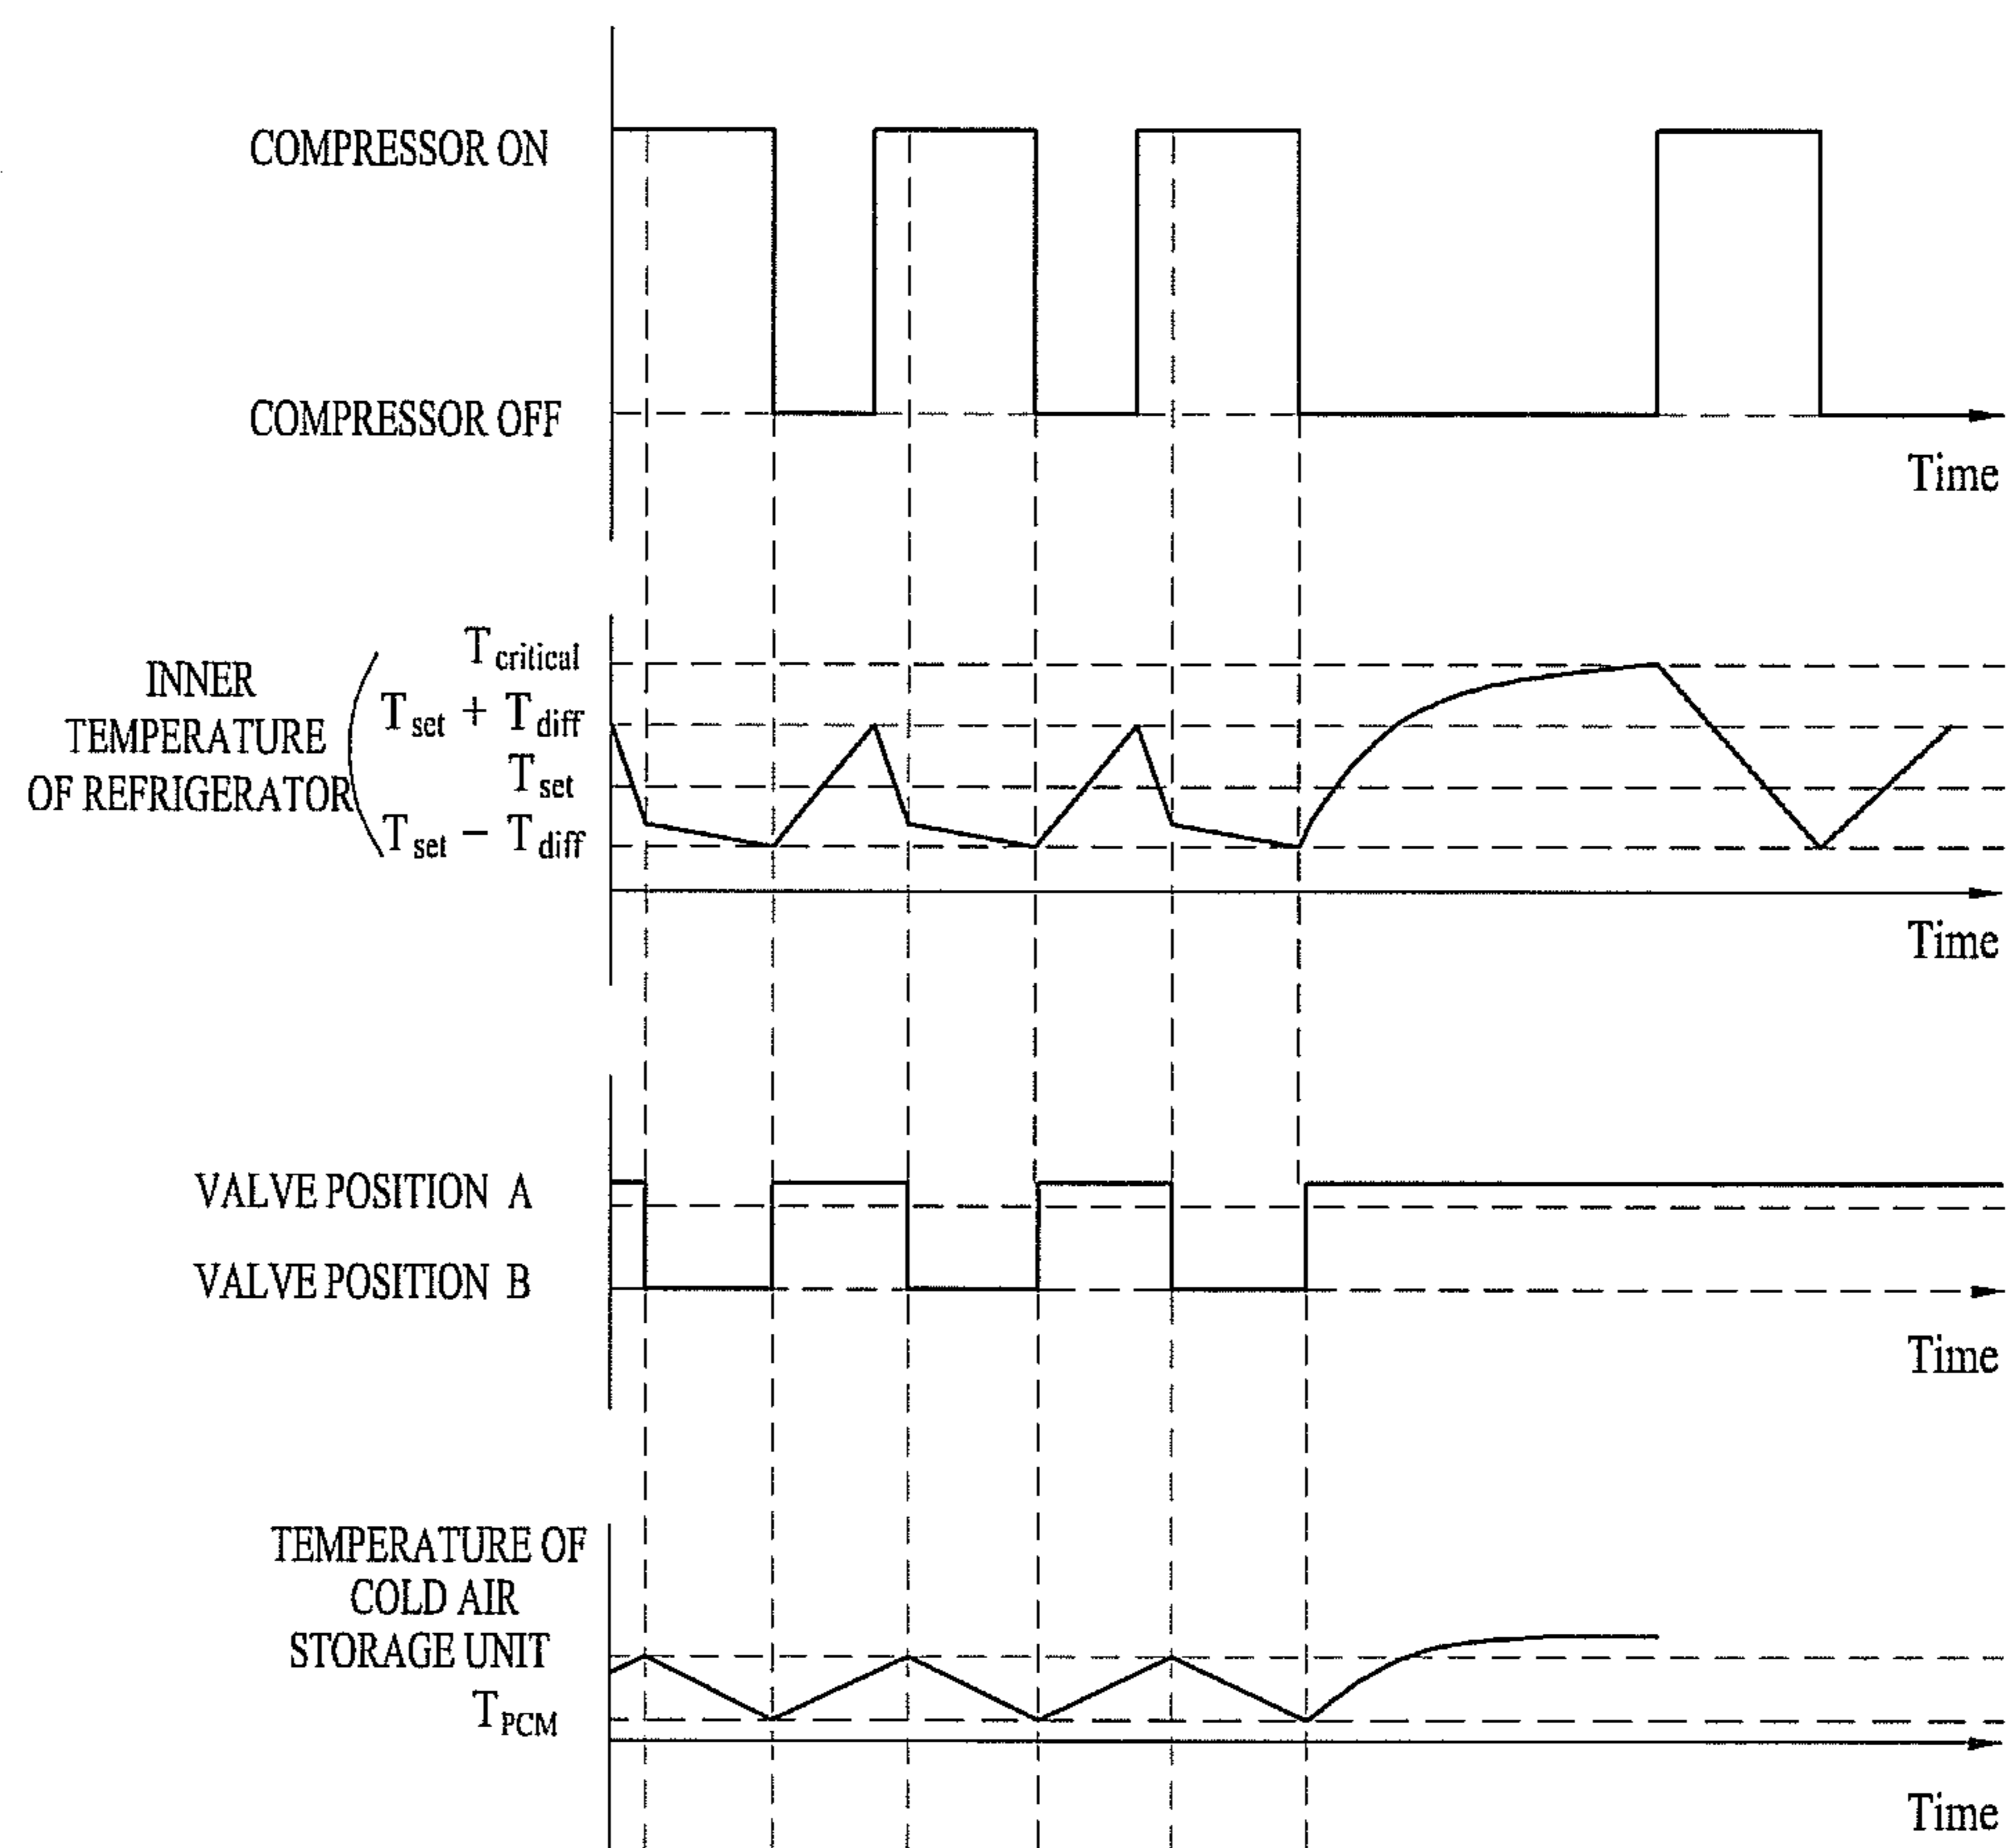 COMPRESSOR ON
COMPRESSOR OFF
Time
INNER
TEMPERATURE
OF REFRIGERATOR
T critical
T set + T diff
T set
T set − T diff
Time
VALVE POSITION A
VALVE POSITION B
Time
TEMPERATURE OF
COLD AIR
STORAGE UNIT
T PCM
Time